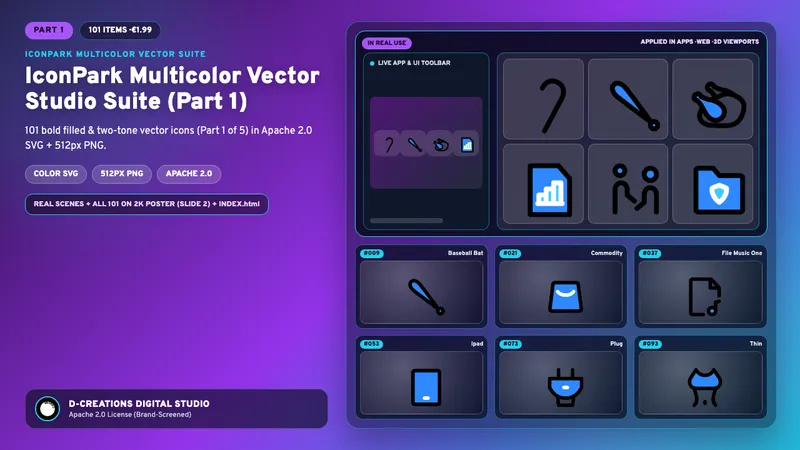 PART 1
101 ITEMS -€1.99
ICONPARK MULTICOLOR VECTOR SUITE
IconPark Multicolor Vector
Studio Suite (Part 1)
101 bold filled & two-tone vector icons (Part 1 of 5) in Apache 2.0
SVG + 512px PNG.
COLOR SVG
512PX PNG
APACHE 2.0
REAL SCENES + ALL 101 ON 2K POSTER (SLIDE 2) + INDEX.html
D-CREATIONS DIGITAL STUDIO
Apache 2.0 License (Brand-Screened)
IN REAL USE
APPLIED IN APPS -WEB -3D VIEWPORTS
LIVE APP & UI TOOLBAR
#009
Baseball Bat
#021
Commodity
#037
File Music One
#053
Ipad
#073
Plug
#093
Thin